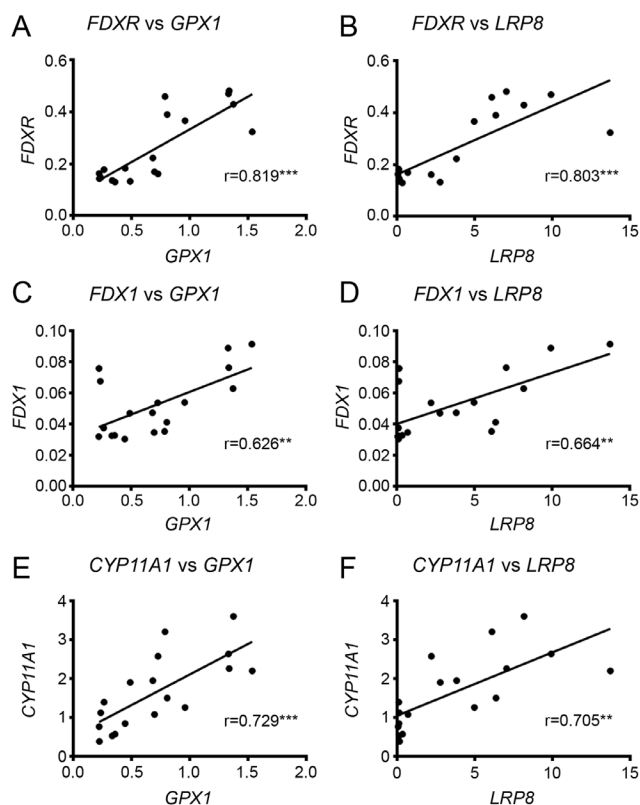 A
FDXR vs GPX1
0.6
0.4
0.2
0.0
FDXR
r=0.819***
0.0 0.5 1.0 1.5 2.0
GPX1
B
FDXR vs LRP8
0.6
0.4
0.2
0.0
FDXR
r=0.803***
0 5 10 15
LRP8
C
FDX1 vs GPX1
0.10
0.08
0.06
0.04
0.02
0.00
FDX1
r=0.626**
0.0 0.5 1.0 1.5 2.0
GPX1
D
FDX1 vs LRP8
0.10
0.08
0.06
0.04
0.02
0.00
FDX1
r=0.664**
0 5 10 15
LRP8
E
CYP11A1 vs GPX1
4
3
2
1
0
CYP11A1
r=0.729***
0.0 0.5 1.0 1.5 2.0
GPX1
F
CYP11A1 vs LRP8
4
3
2
1
0
CYP11A1
r=0.705**
0 5 10 15
LRP8